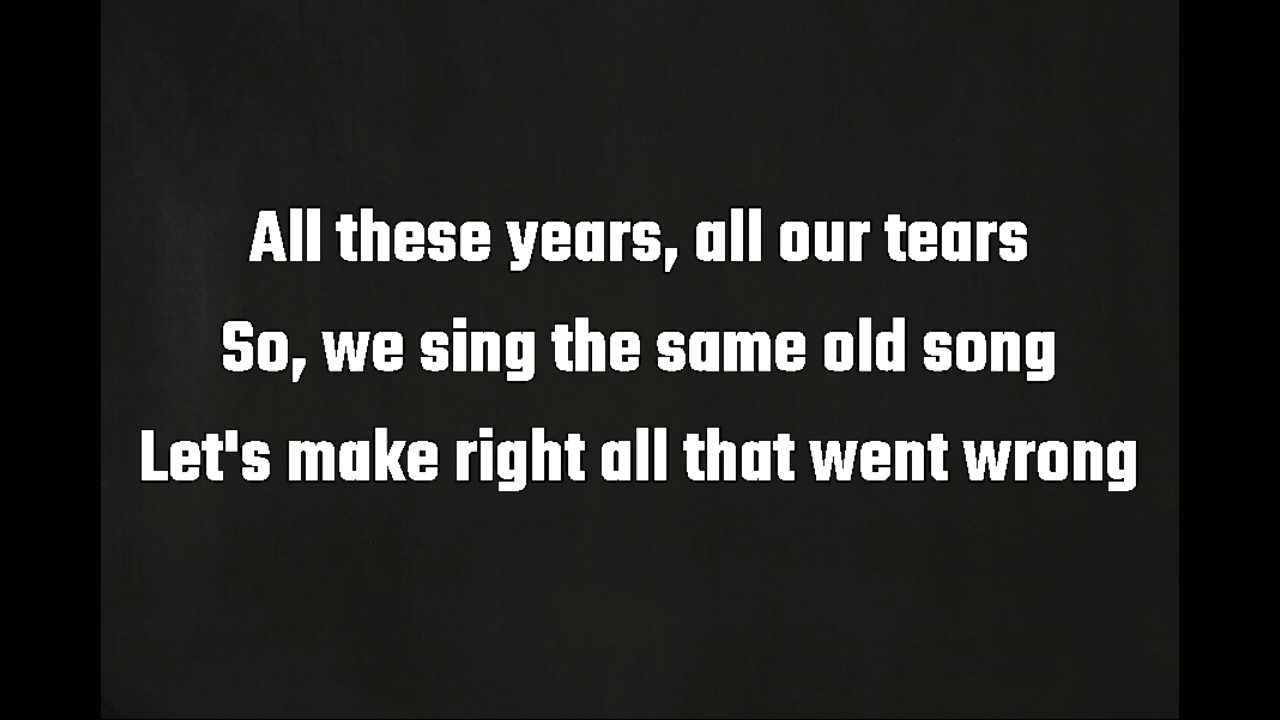 All these years, all our tears
So, we sing the same old song
Let's make right all that went wrong